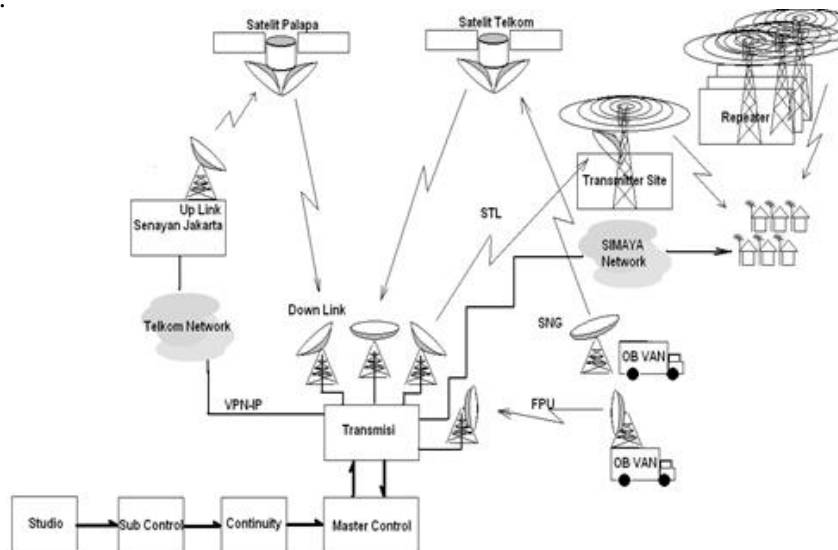 Satelit Palapa
Satelit Telkom
Repeater
Transmitter Site
Up Link
Senayan Jakarta
STL
SIMAYA
Network
Telkom Network
Down Link
SNG
OB VAN
VPN-IP
Transmisi
FPU
OB VAN
Studio
Sub Control
Continuity
Master Control